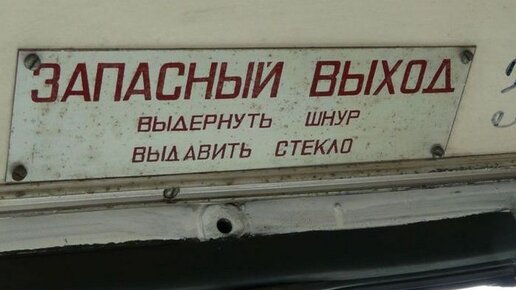 ЗАПАСНЫЙ ВЫХОД
ВЫДЕРНУТЬ ШНУР
ВЫДАВИТЬ СТЕКЛО